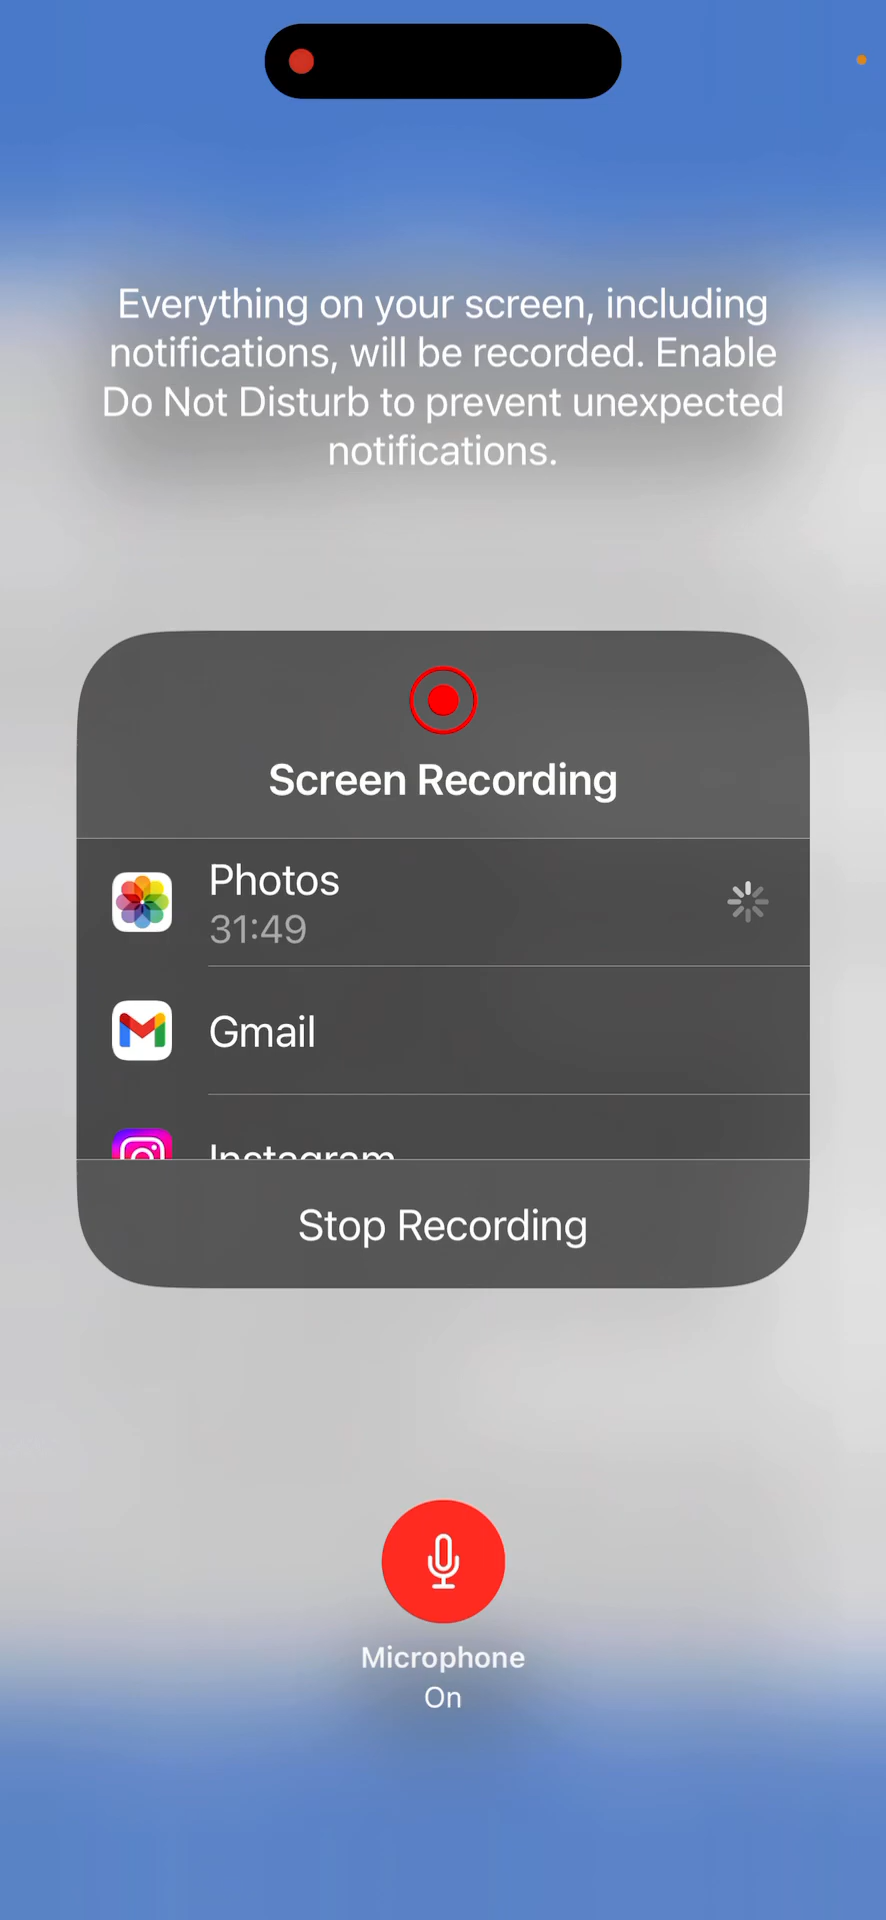 Everything on your screen, including
notifications, will be recorded. Enable
Do Not Disturb to prevent unexpected
notifications.
Screen Recording
Photos
31:49
Gmail
Instagram
Stop Recording
Microphone
On